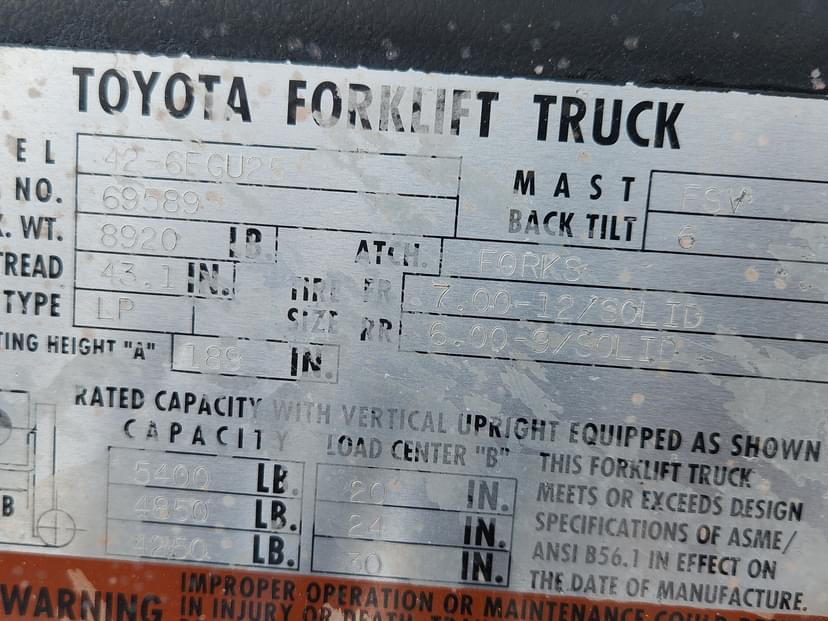 TOYOTA FORKLIFT TRUCK
EL 42-6FGU25
NO. 69589
. WT. 8920 LB.
READ 43.1 IN.
TYPE LP
TING HEIGHT "A" 189 IN.
MAST FSV
BACK TILT 6
ATCH. FORKS
TIRE FR 7.00-12/SOLID
SIZE RR 6.00-9/SOLID
RATED CAPACITY WITH VERTICAL UPRIGHT EQUIPPED AS SHOWN
CAPACITY LOAD CENTER "B"
5400 LB. 20 IN.
4850 LB. 24 IN.
4250 LB. 30 IN.
B
THIS FORKLIFT TRUCK
MEETS OR EXCEEDS DESIGN
SPECIFICATIONS OF ASME/
ANSI B56.1 IN EFFECT ON
THE DATE OF MANUFACTURE.
WARNING
IMPROPER OPERATION OR MAINTENANCE COULD
IN INJURY OR DEATH.